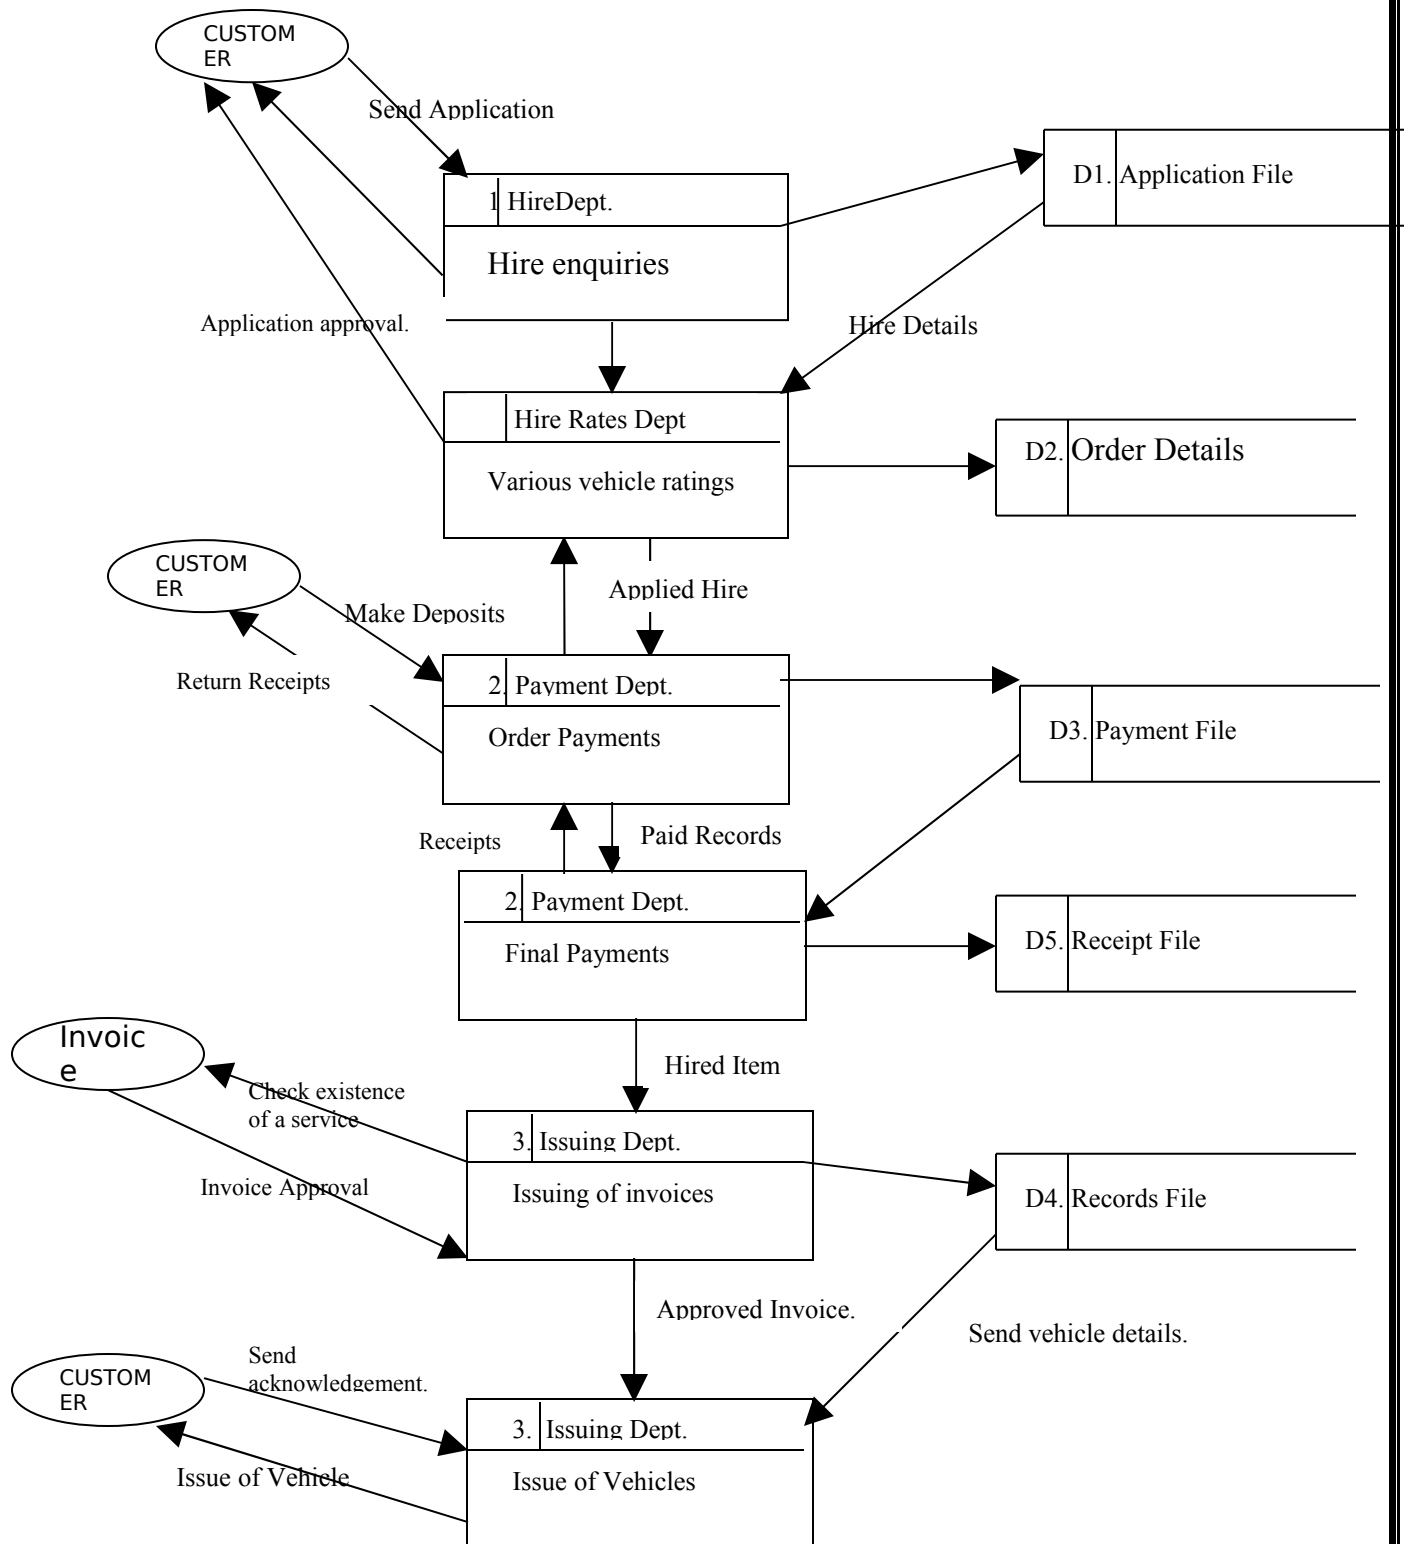 CUSTOM
ER
Send Application
1 HireDept.
D1. Application File
Hire enquiries
Application approval.
Hire Details
Hire Rates Dept
D2. Order Details
Various vehicle ratings
CUSTOM
ER
Applied Hire
Make Deposits
Return Receipts
2. Payment Dept.
D3. Payment File
Order Payments
Receipts
Paid Records
2. Payment Dept.
D5. Receipt File
Final Payments
Invoic
e
Hired Item
Check existence
of a service
3. Issuing Dept.
Invoice Approval
Issuing of invoices
D4. Records File
Approved Invoice.
Send vehicle details.
Send
acknowledgement.
CUSTOM
ER
3. Issuing Dept.
Issue of Vehicle
Issue of Vehicles